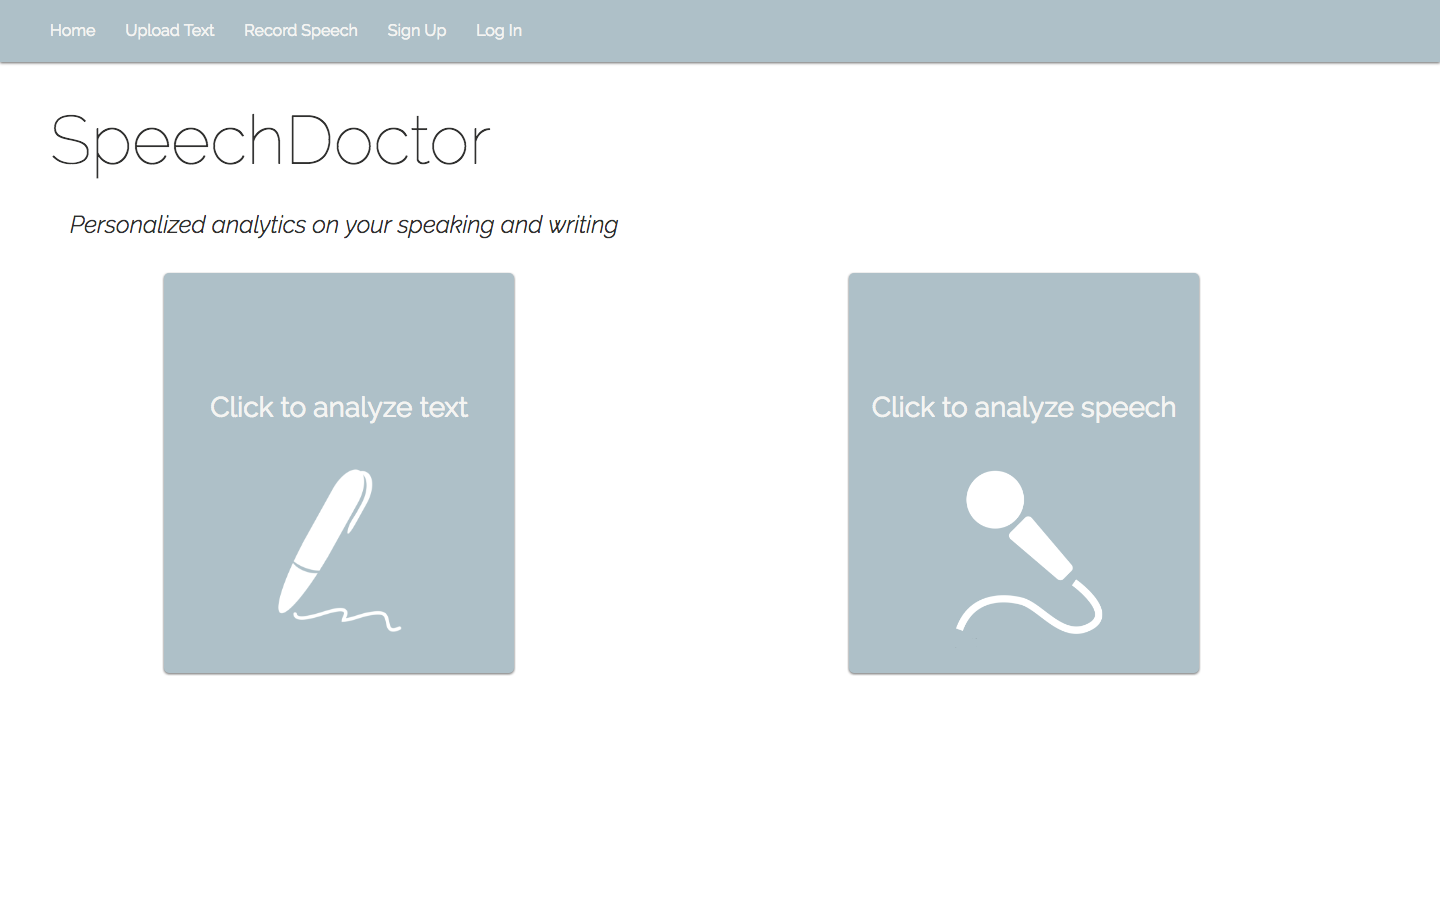 Home Upload Text Record Speech Sign Up Log In
SpeechDoctor
Personalized analytics on your speaking and writing
Click to analyze text
Click to analyze speech